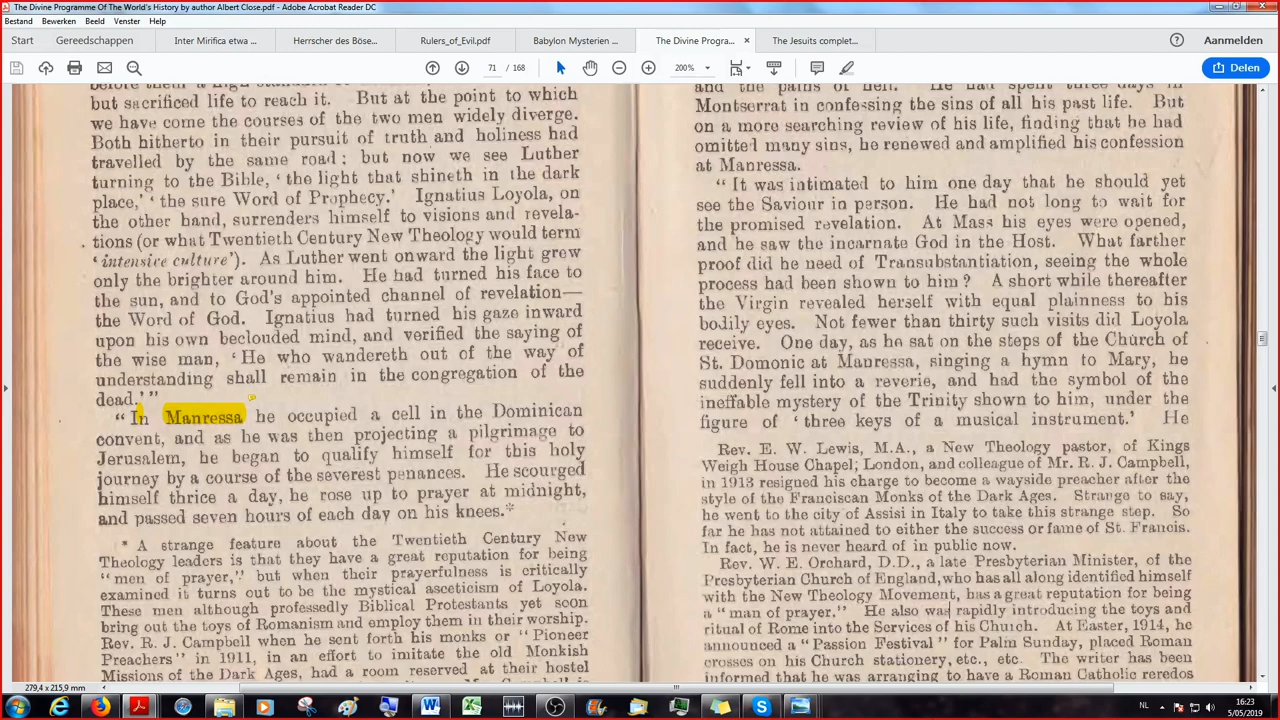 The Divine Programme Of The World's History by author Albert Close.pdf - Adobe Acrobat Reader DC
Bestand Bewerken Beeld Venster Help
Start Gereedschappen Inter Mirifica etwa ... Herrscher des Böse... Rulers_of_Evil.pdf Babylon Mysterien ... The Divine Progra... × The Jesuits complet... Aanmelden
71 / 168 200% Delen
but sacrificed life to reach it. But at the point to which
we have come the courses of the two men widely diverge.
Both hitherto in their pursuit of truth and holiness had
travelled by the same road; but now we see Luther
turning to the Bible, 'the light that shineth in the dark
place,' 'the sure Word of Prophecy.' Ignatius Loyola, on
the other hand, surrenders himself to visions and revela-
tions (or what Twentieth Century New Theology would term
'intensive culture'). As Luther went onward the light grew
only the brighter around him. He had turned his face to
the sun, and to God's appointed channel of revelation—
the Word of God. Ignatius had turned his gaze inward
upon his own beclouded mind, and verified the saying of
the wise man, 'He who wandereth out of the way of
understanding shall remain in the congregation of the
dead.'"
"In Manressa he occupied a cell in the Dominican
convent, and as he was then projecting a pilgrimage to
Jerusalem, he began to qualify himself for this holy
journey by a course of the severest penances. He scourged
himself thrice a day, he rose up to prayer at midnight,
and passed seven hours of each day on his knees.*
* A strange feature about the Twentieth Century New
Theology leaders is that they have a great reputation for being
"men of prayer," but when their prayerfulness is critically
examined it turns out to be the mystical asceticism of Loyola.
These men although professedly Biblical Protestants yet soon
bring out the toys of Romanism and employ them in their worship.
Rev. R. J. Campbell when he sent forth his monks or "Pioneer
Preachers" in 1911, in an effort to imitate the old Monkish
Missions of the Dark Ages, had a room reserved at their hostel
and the pains of hell. He had spent three days in
Montserrat in confessing the sins of all his past life. But
on a more searching review of his life, finding that he had
omitted many sins, he renewed and amplified his confession
at Manressa.
"It was intimated to him one day that he should yet
see the Saviour in person. He had not long to wait for
the promised revelation. At Mass his eyes were opened,
and he saw the incarnate God in the Host. What farther
proof did he need of Transubstantiation, seeing the whole
process had been shown to him? A short while thereafter
the Virgin revealed herself with equal plainness to his
bodily eyes. Not fewer than thirty such visits did Loyola
receive. One day, as he sat on the steps of the Church of
St. Domonic at Manressa, singing a hymn to Mary, he
suddenly fell into a reverie, and had the symbol of the
ineffable mystery of the Trinity shown to him, under the
figure of 'three keys of a musical instrument.' He
Rev. E. W. Lewis, M.A., a New Theology pastor, of Kings
Weigh House Chapel; London, and colleague of Mr. R. J. Campbell,
in 1913 resigned his charge to become a wayside preacher after the
style of the Franciscan Monks of the Dark Ages. Strange to say,
he went to the city of Assisi in Italy to take this strange step. So
far he has not attained to either the success or fame of St. Francis.
In fact, he is never heard of in public now.
Rev. W. E. Orchard, D.D., a late Presbyterian Minister, of the
Presbyterian Church of England, who has all along identified himself
with the New Theology Movement, has a great reputation for being
a "man of prayer." He also was rapidly introducing the toys and
ritual of Rome into the Services of his Church. At Easter, 1914, he
announced a "Passion Festival" for Palm Sunday, placed Roman
crosses on his Church stationery, etc., etc. The writer has been
informed that he was arranging to have a Roman Catholic reredos
279,4 x 215,9 mm
NL 16:23
5/05/2019